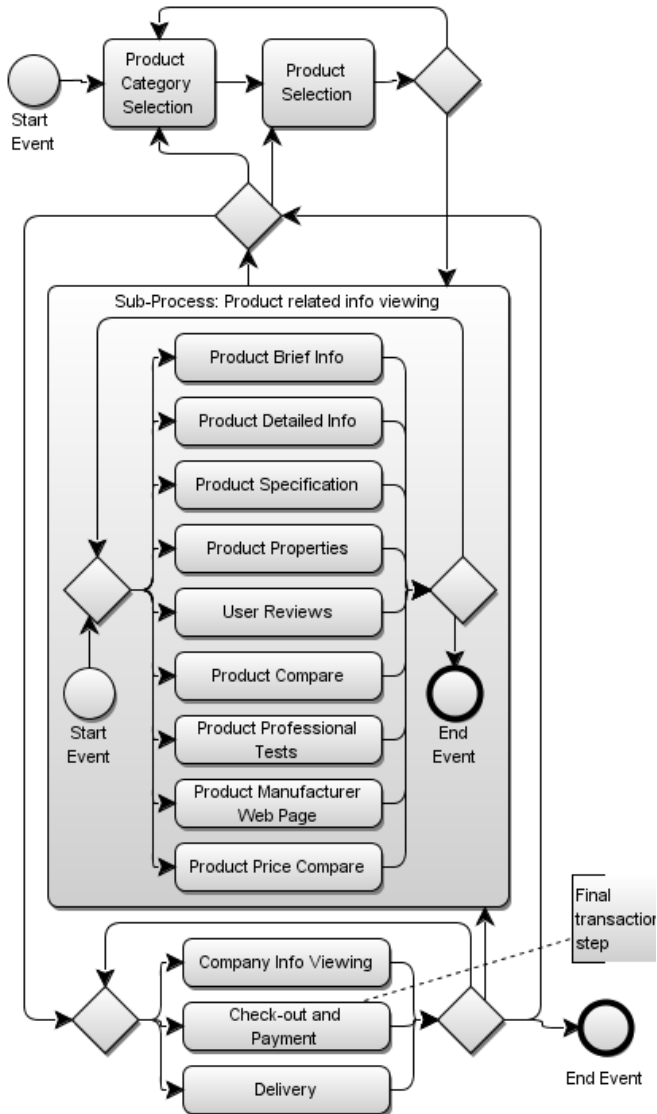 Product
Category
Selection
Product
Selection
Start
Event
Sub-Process: Product related info viewing
Product Brief Info
Product Detailed Info
Product Specification
Product Properties
User Reviews
Product Compare
Start
Event
End
Event
Product Professional
Tests
Product Manufacturer
Web Page
Product Price Compare
Final
transaction
step
Company Info Viewing
Check-out and
Payment
Delivery
End Event